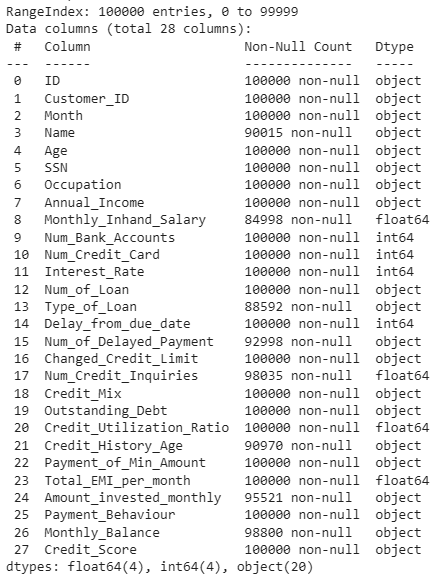 RangeIndex: 100000 entries, 0 to 99999
Data columns (total 28 columns):
 #   Column                    Non-Null Count   Dtype
---  ------                    --------------   -----
 0   ID                        100000 non-null  object
 1   Customer_ID               100000 non-null  object
 2   Month                     100000 non-null  object
 3   Name                      90015 non-null   object
 4   Age                       100000 non-null  object
 5   SSN                       100000 non-null  object
 6   Occupation                100000 non-null  object
 7   Annual_Income             100000 non-null  object
 8   Monthly_Inhand_Salary     84998 non-null   float64
 9   Num_Bank_Accounts         100000 non-null  int64
 10  Num_Credit_Card           100000 non-null  int64
 11  Interest_Rate             100000 non-null  int64
 12  Num_of_Loan               100000 non-null  object
 13  Type_of_Loan              88592 non-null   object
 14  Delay_from_due_date       100000 non-null  int64
 15  Num_of_Delayed_Payment    92998 non-null   object
 16  Changed_Credit_Limit      100000 non-null  object
 17  Num_Credit_Inquiries      98035 non-null   float64
 18  Credit_Mix                100000 non-null  object
 19  Outstanding_Debt          100000 non-null  object
 20  Credit_Utilization_Ratio  100000 non-null  float64
 21  Credit_History_Age        90970 non-null   object
 22  Payment_of_Min_Amount     100000 non-null  object
 23  Total_EMI_per_month       100000 non-null  float64
 24  Amount_invested_monthly   95521 non-null   object
 25  Payment_Behaviour         100000 non-null  object
 26  Monthly_Balance           98800 non-null   object
 27  Credit_Score              100000 non-null  object
dtypes: float64(4), int64(4), object(20)